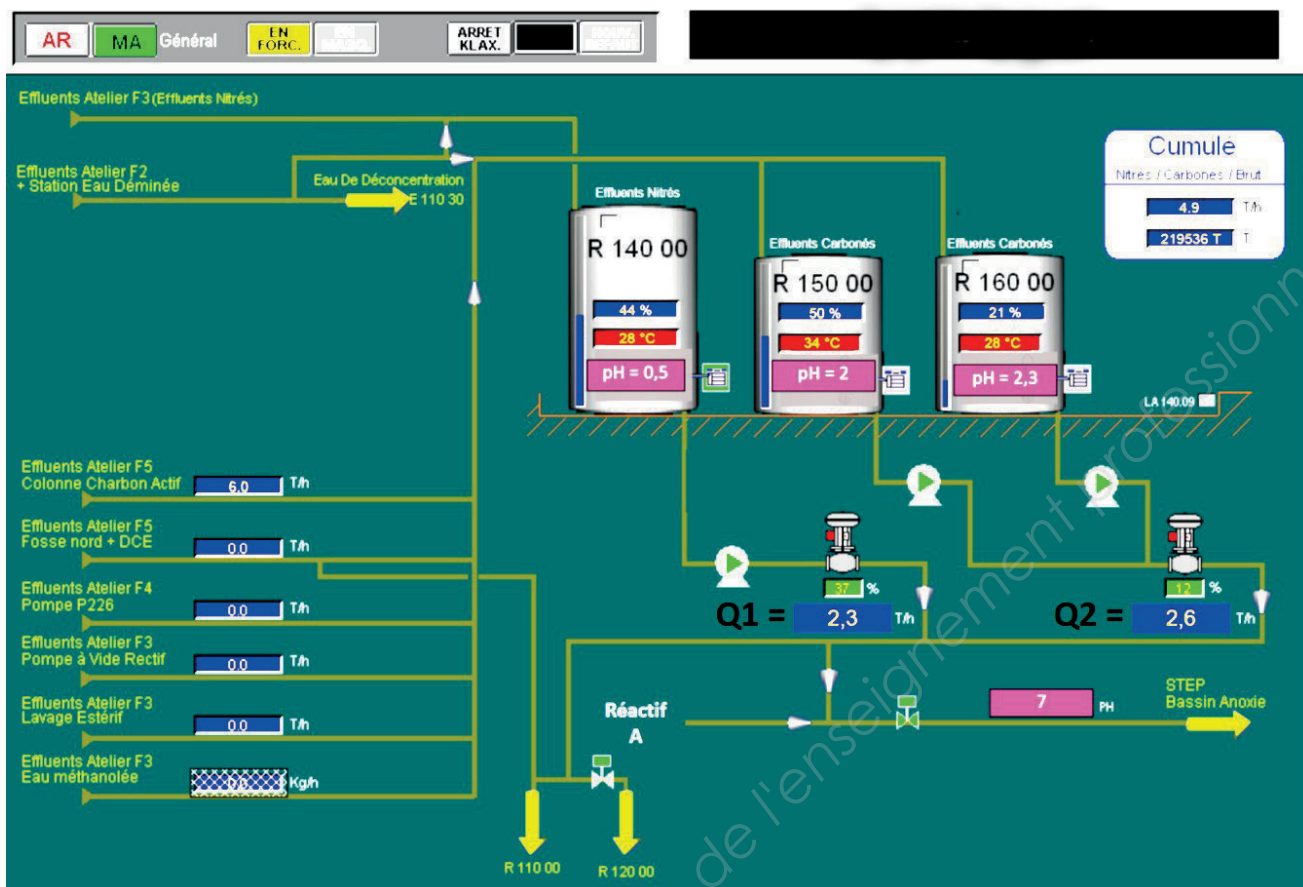 AR
MA
Général
EN
FORC.
ARRET
KLAX.
Effluents Atelier F3 (Effluents Nitrés)
Effluents Atelier F2
+ Station Eau Déminée
Eau De Déconcentration
E 110 30
Cumulé
Nitrés / Carbonés / Brut
4.9 T/h
219536 T T
Effluents Nitrés
R 140 00
44 %
28 °C
pH = 0,5
Effluents Carbonés
R 150 00
50 %
34 °C
pH = 2
Effluents Carbonés
R 160 00
21 %
28 °C
pH = 2,3
LA 140.09
Effluents Atelier F5
Colonne Charbon Actif 6.0 T/h
Effluents Atelier F5
Fosse nord + DCE 0.0 T/h
Effluents Atelier F4
Pompe P226 0.0 T/h
Effluents Atelier F3
Pompe à Vide Rectif 0.0 T/h
Effluents Atelier F3
Lavage Estérif 0.0 T/h
Effluents Atelier F3
Eau méthanolée 0.0 Kg/h
37 %
Q1 = 2,3 T/h
12 %
Q2 = 2,6 T/h
Réactif
A
7 PH
STEP
Bassin Anoxie
R 110 00
R 120 00
de l'enseignement professionn